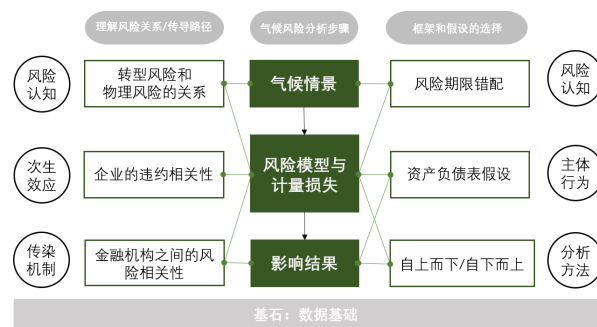 理解风险关系/传导路径
气候风险分析步骤
框架和假设的选择
风险
认知
转型风险和
物理风险的关系
气候情景
风险期限错配
风险
认知
次生
效应
企业的违约相关性
风险模型与
计量损失
资产负债表假设
主体
行为
传染
机制
金融机构之间的风
险相关性
影响结果
自上而下/自下而上
分析
方法
基石：数据基础